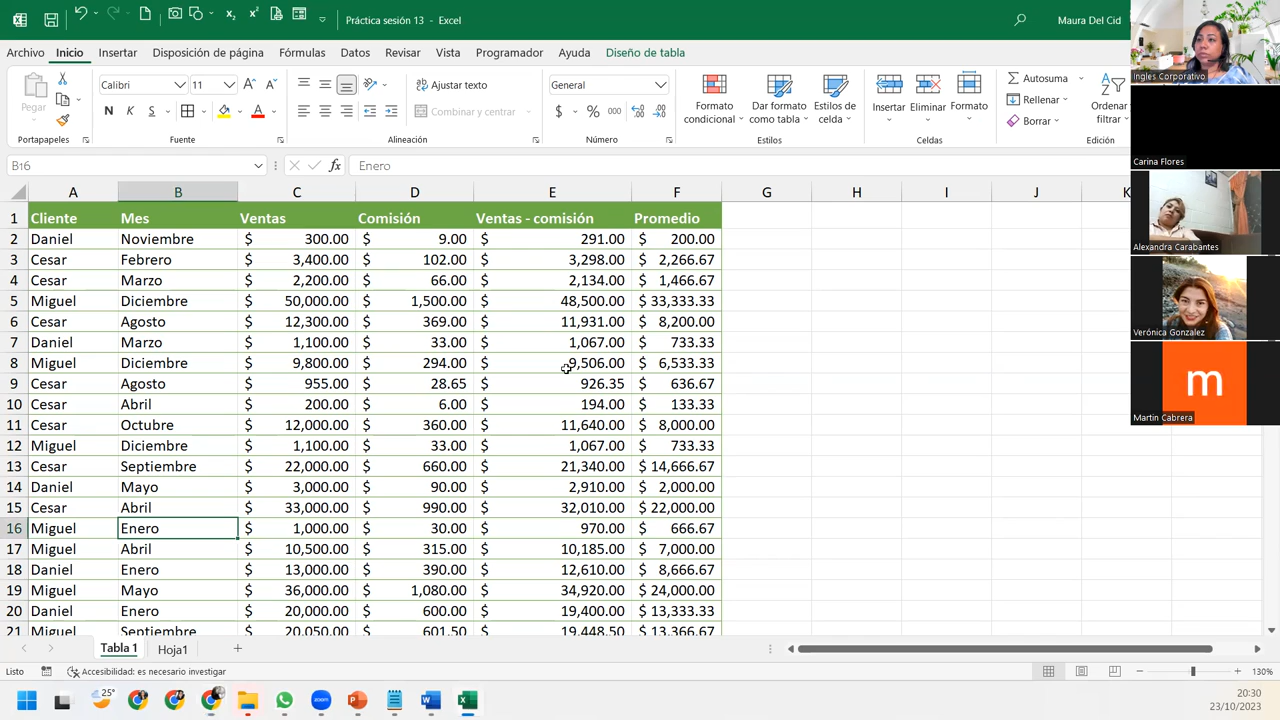 Práctica sesión 13 - Excel
Maura Del Cid
Archivo Inicio Insertar Disposición de página Fórmulas Datos Revisar Vista Programador Ayuda Diseño de tabla
Pegar
Calibri 11
N K S
Ajustar
Combinar y centrar
General
$ % 000
Formato condicional
Dar formato como tabla
Estilos de celda
Insertar Eliminar Formato
Autosuma
Rellenar
Borrar
Ordenar
filtrar
Portapapeles Fuente Alineación Número Estilos Celdas Edición
B16 fx Enero
A B C D E F G H I J K
1 Cliente Mes Ventas Comisión Ventas - comisión Promedio
2 Daniel Noviembre $ 300.00 $ 9.00 $ 291.00 $ 200.00
3 Cesar Febrero $ 3,400.00 $ 102.00 $ 3,298.00 $ 2,266.67
4 Cesar Marzo $ 2,200.00 $ 66.00 $ 2,134.00 $ 1,466.67
5 Miguel Diciembre $ 50,000.00 $ 1,500.00 $ 48,500.00 $ 33,333.33
6 Cesar Agosto $ 12,300.00 $ 369.00 $ 11,931.00 $ 8,200.00
7 Daniel Marzo $ 1,100.00 $ 33.00 $ 1,067.00 $ 733.33
8 Miguel Diciembre $ 9,800.00 $ 294.00 $ 9,506.00 $ 6,533.33
9 Cesar Agosto $ 955.00 $ 28.65 $ 926.35 $ 636.67
10 Cesar Abril $ 200.00 $ 6.00 $ 194.00 $ 133.33
11 Cesar Octubre $ 12,000.00 $ 360.00 $ 11,640.00 $ 8,000.00
12 Miguel Diciembre $ 1,100.00 $ 33.00 $ 1,067.00 $ 733.33
13 Cesar Septiembre $ 22,000.00 $ 660.00 $ 21,340.00 $ 14,666.67
14 Daniel Mayo $ 3,000.00 $ 90.00 $ 2,910.00 $ 2,000.00
15 Cesar Abril $ 33,000.00 $ 990.00 $ 32,010.00 $ 22,000.00
16 Miguel Enero $ 1,000.00 $ 30.00 $ 970.00 $ 666.67
17 Miguel Abril $ 10,500.00 $ 315.00 $ 10,185.00 $ 7,000.00
18 Daniel Enero $ 13,000.00 $ 390.00 $ 12,610.00 $ 8,666.67
19 Miguel Mayo $ 36,000.00 $ 1,080.00 $ 34,920.00 $ 24,000.00
20 Daniel Enero $ 20,000.00 $ 600.00 $ 19,400.00 $ 13,333.33
21 Miguel Septiembre $ 20,050.00 $ 601.50 $ 19,448.50 $ 13,366.67
Tabla 1 Hoja1
Listo Accesibilidad: es necesario investigar 130%
25° 20:30
23/10/2023
Ingles Corporativo
Carina Flores
Alexandra Carabantes
Verónica Gonzalez
m
Martin Cabrera